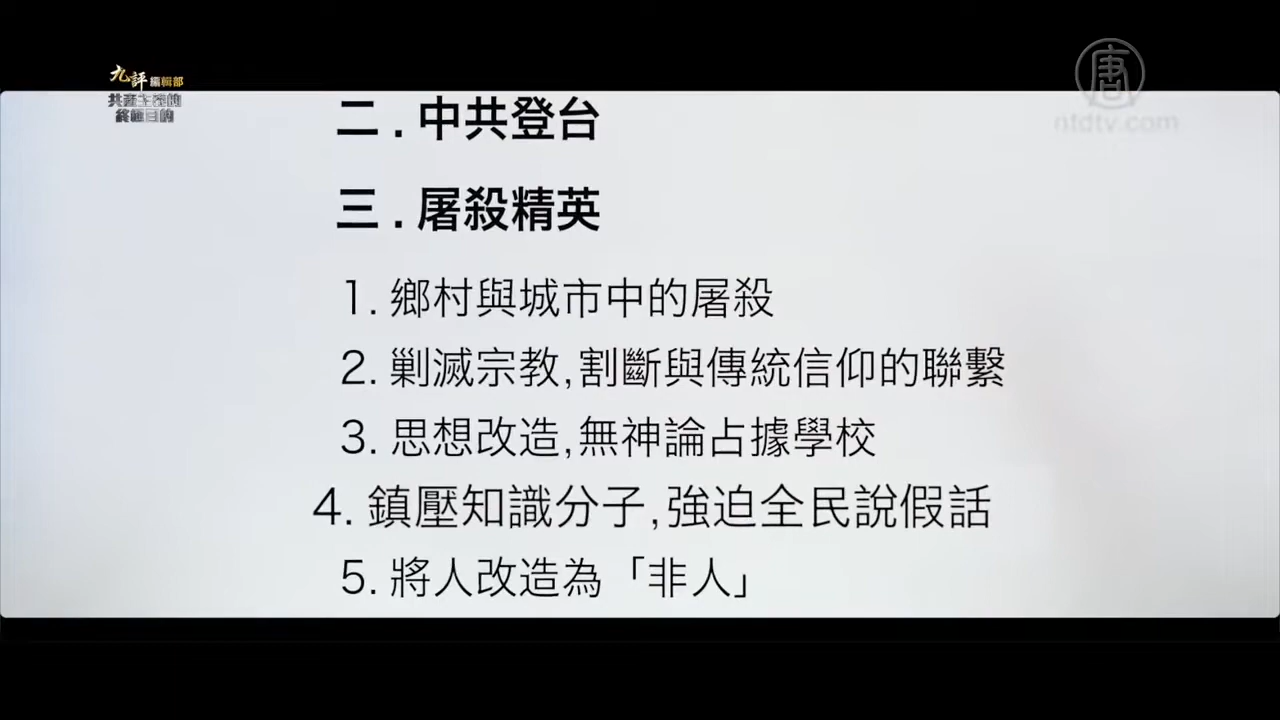 九評編輯部
共產主義的
終極目的
唐
ntdtv.com
二.中共登台
三.屠殺精英
1.鄉村與城市中的屠殺
2.剿滅宗教,割斷與傳統信仰的聯繫
3.思想改造,無神論占據學校
4.鎮壓知識分子,強迫全民說假話
5.將人改造為「非人」